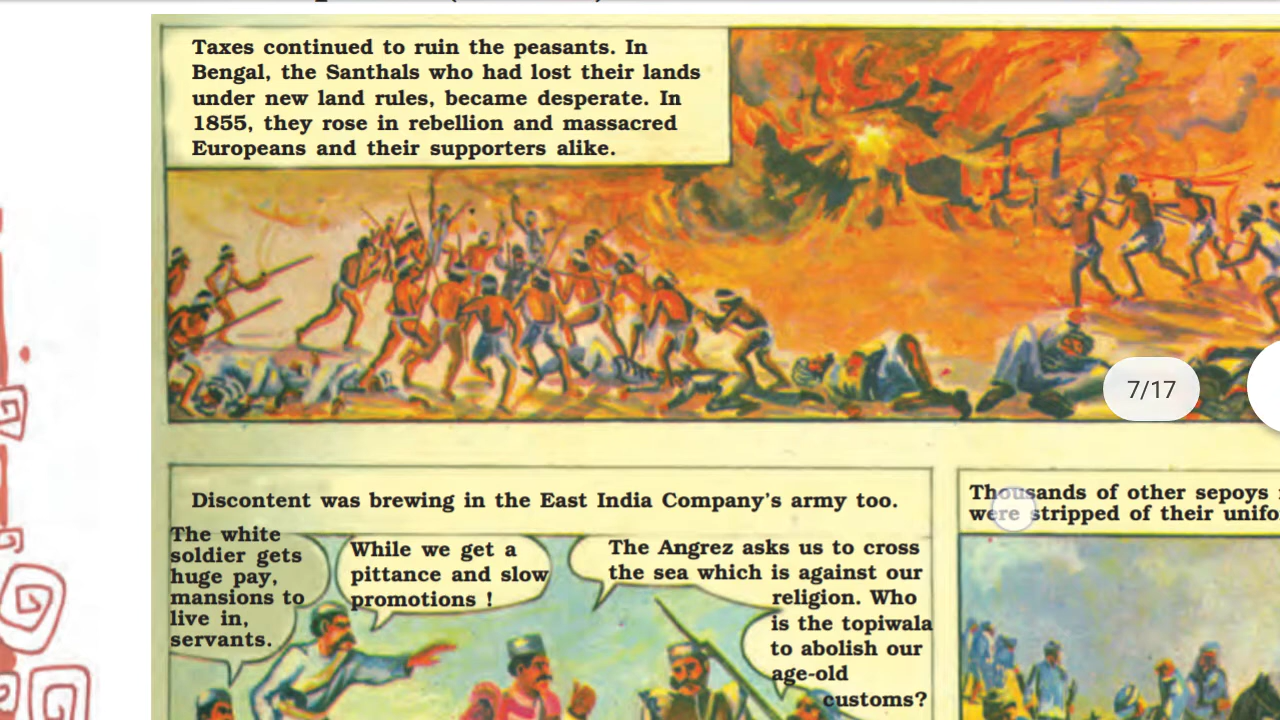 Taxes continued to ruin the peasants. In
Bengal, the Santhals who had lost their lands
under new land rules, became desperate. In
1855, they rose in rebellion and massacred
Europeans and their supporters alike.
7/17
Discontent was brewing in the East India Company's army too.
The white
soldier gets
huge pay,
mansions to
live in,
servants.
While we get a
pittance and slow
promotions !
The Angrez asks us to cross
the sea which is against our
religion. Who
is the topiwala
to abolish our
age-old
customs?
Thousands of other sepoys
were stripped of their